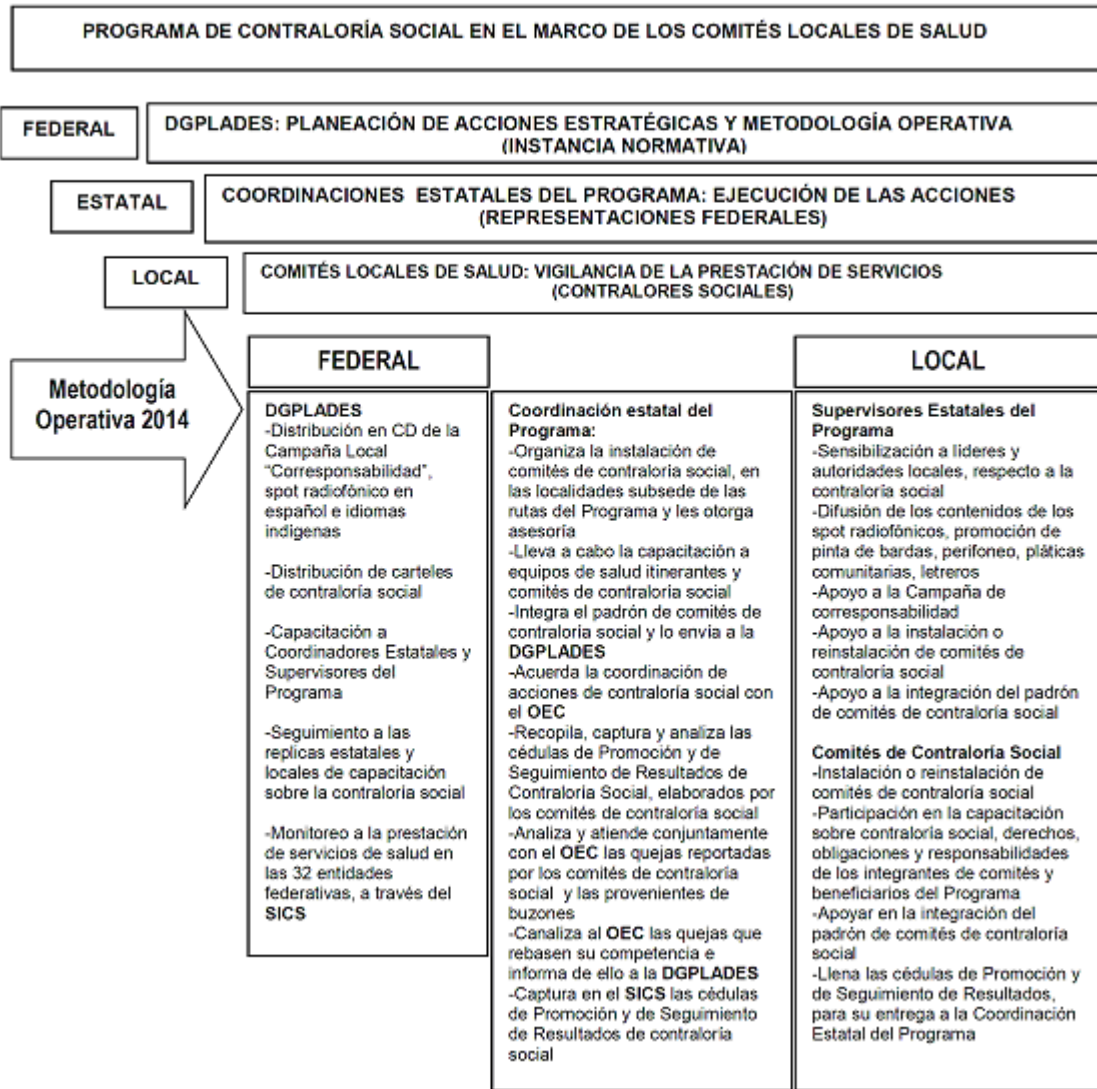 PROGRAMA DE CONTRALORÍA SOCIAL EN EL MARCO DE LOS COMITÉS LOCALES DE SALUD
FEDERAL
DGPLADES: PLANEACIÓN DE ACCIONES ESTRATÉGICAS Y METODOLOGÍA OPERATIVA
(INSTANCIA NORMATIVA)
ESTATAL
COORDINACIONES ESTATALES DEL PROGRAMA: EJECUCIÓN DE LAS ACCIONES
(REPRESENTACIONES FEDERALES)
LOCAL
COMITÉS LOCALES DE SALUD: VIGILANCIA DE LA PRESTACIÓN DE SERVICIOS
(CONTRALORES SOCIALES)
Metodología
Operativa 2014
FEDERAL
DGPLADES
-Distribución en CD de la
Campaña Local
"Corresponsabilidad",
spot radiofónico en
español e idiomas
indígenas
-Distribución de carteles
de contraloría social
-Capacitación a
Coordinadores Estatales y
Supervisores del
Programa
-Seguimiento a las
replicas estatales y
locales de capacitación
sobre la contraloría social
-Monitoreo a la prestación
de servicios de salud en
las 32 entidades
federativas, a través del
SICS
Coordinación estatal del
Programa:
-Organiza la instalación de
comités de contraloría social, en
las localidades subsede de las
rutas del Programa y les otorga
asesoría
-Lleva a cabo la capacitación a
equipos de salud itinerantes y
comités de contraloría social
-Integra el padrón de comités de
contraloría social y lo envía a la
DGPLADES
-Acuerda la coordinación de
acciones de contraloría social con
el OEC
-Recopila, captura y analiza las
cédulas de Promoción y de
Seguimiento de Resultados de
Contraloría Social, elaborados por
los comités de contraloría social
-Analiza y atiende conjuntamente
con el OEC las quejas reportadas
por los comités de contraloría
social y las provenientes de
buzones
-Canaliza al OEC las quejas que
rebasen su competencia e
informa de ello a la DGPLADES
-Captura en el SICS las cédulas
de Promoción y de Seguimiento
de Resultados de contraloría
social
LOCAL
Supervisores Estatales del
Programa
-Sensibilización a líderes y
autoridades locales, respecto a la
contraloría social
-Difusión de los contenidos de los
spot radiofónicos, promoción de
pinta de bardas, perifoneo, pláticas
comunitarias, letreros
-Apoyo a la Campaña de
corresponsabilidad
-Apoyo a la instalación o
reinstalación de comités de
contraloría social
-Apoyo a la integración del padrón
de comités de contraloría social
Comités de Contraloría Social
-Instalación o reinstalación de
comités de contraloría social
-Participación en la capacitación
sobre contraloría social, derechos,
obligaciones y responsabilidades
de los integrantes de comités y
beneficiarios del Programa
-Apoyar en la integración del
padrón de comités de contraloría
social
-Llena las cédulas de Promoción y
de Seguimiento de Resultados,
para su entrega a la Coordinación
Estatal del Programa